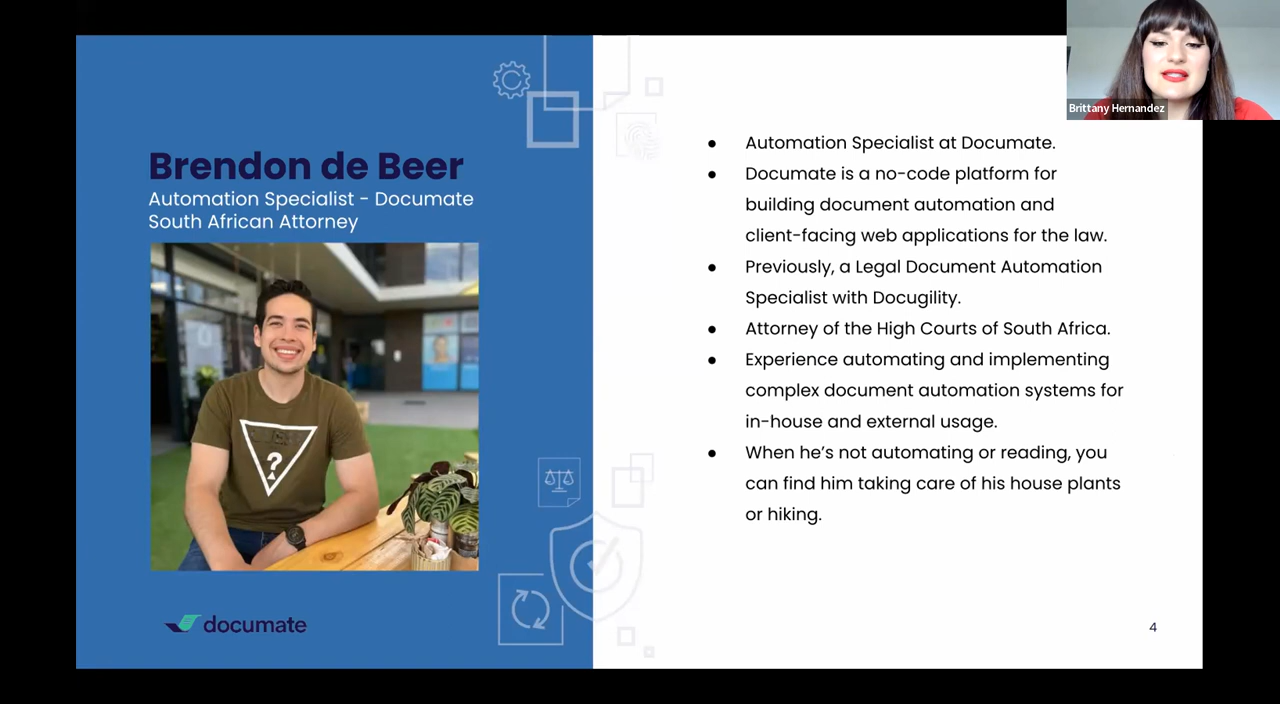 Brittany Hernandez
Brendon de Beer
Automation Specialist - Documate
South African Attorney
?
documate
● Automation Specialist at Documate.
● Documate is a no-code platform for
building document automation and
client-facing web applications for the law.
● Previously, a Legal Document Automation
Specialist with Docugility.
● Attorney of the High Courts of South Africa.
● Experience automating and implementing
complex document automation systems for
in-house and external usage.
● When he’s not automating or reading, you
can find him taking care of his house plants
or hiking.
4